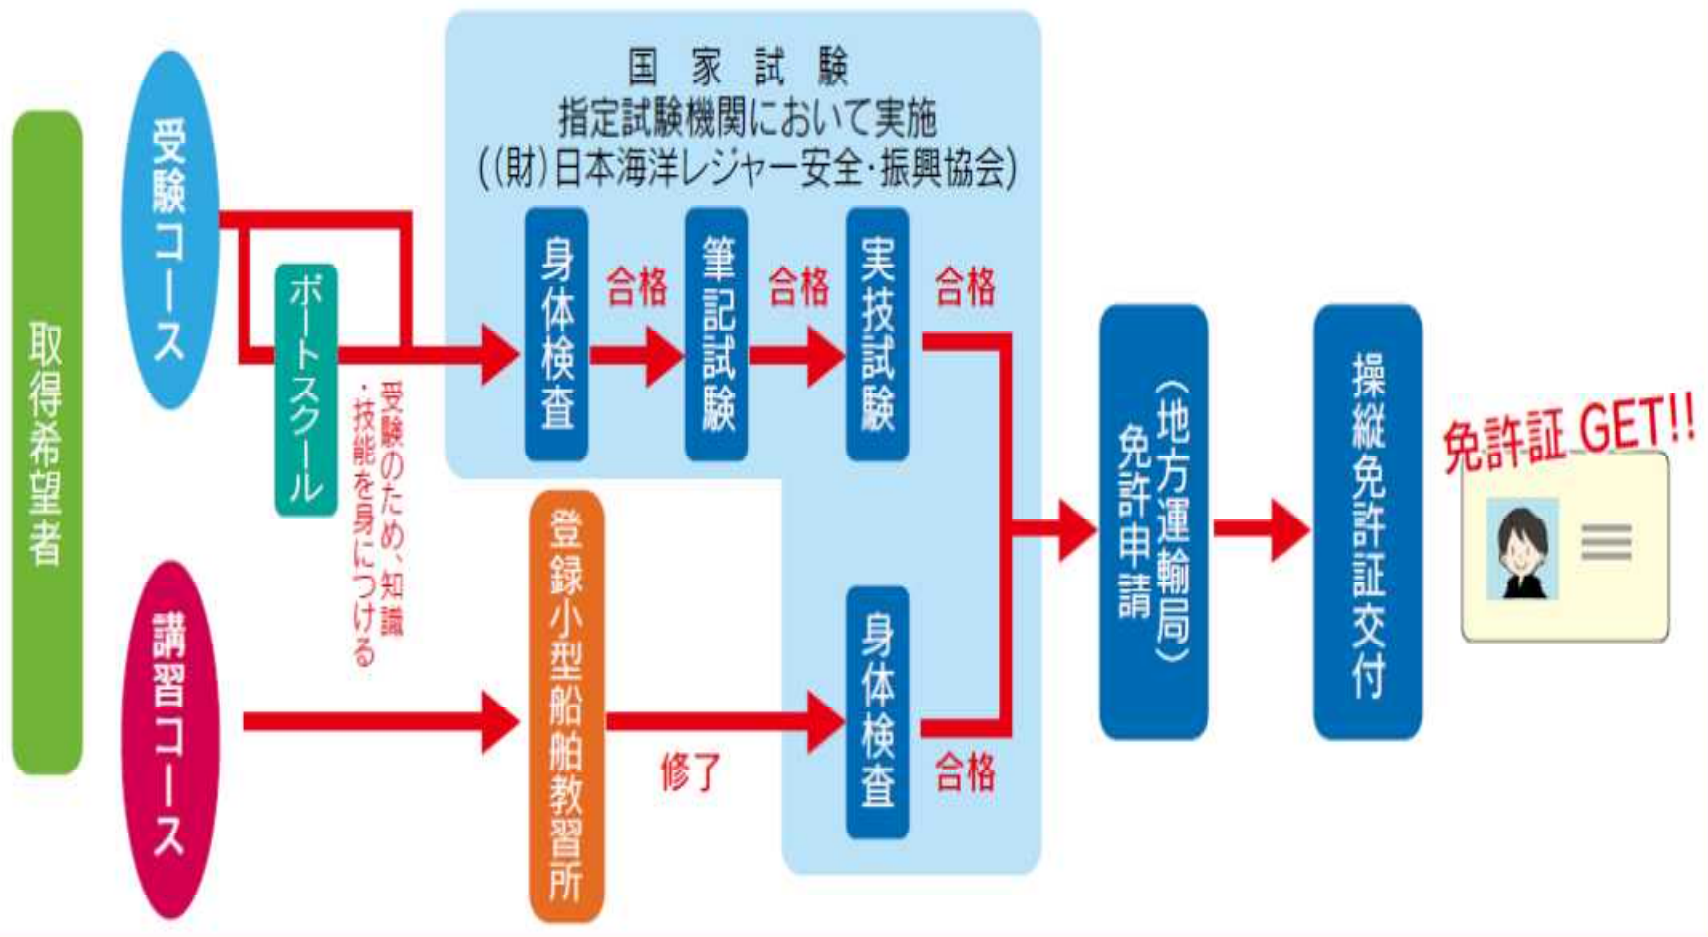 取得希望者
受験コース
ボートスクール
受験のため、知識
・技能を身につける
国家試験
指定試験機関において実施
((財)日本海洋レジャー安全・振興協会)
身体検査
合格
筆記試験
合格
実技試験
合格
講習コース
登録小型船舶教習所
修了
身体検査
合格
免許申請
(地方運輸局)
操縦免許証交付
免許証 GET!!